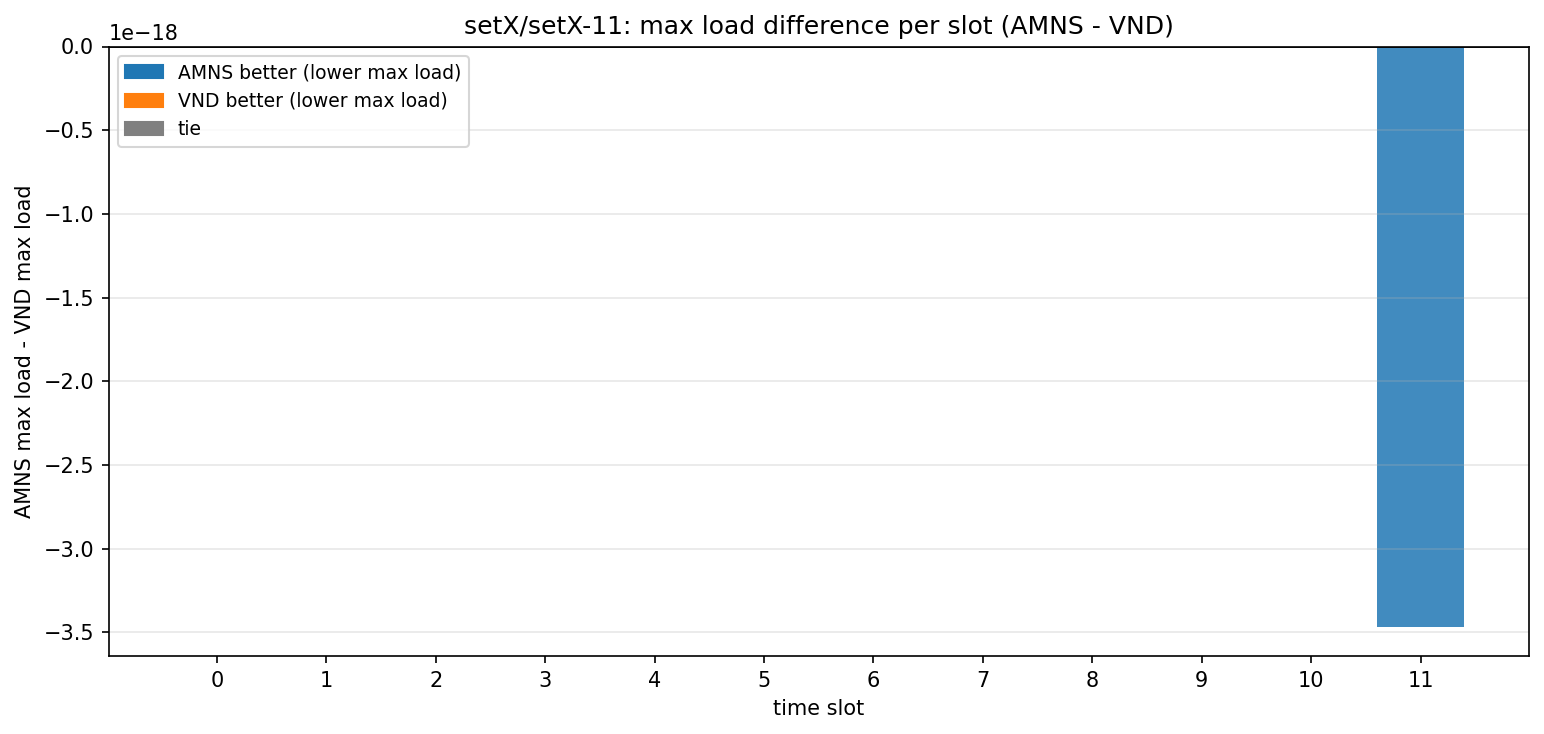 setX/setX-11: max load difference per slot (AMNS - VND)
1e−18
0.0
−0.5
−1.0
−1.5
−2.0
−2.5
−3.0
−3.5
AMNS max load - VND max load
AMNS better (lower max load)
VND better (lower max load)
tie
0 1 2 3 4 5 6 7 8 9 10 11
time slot